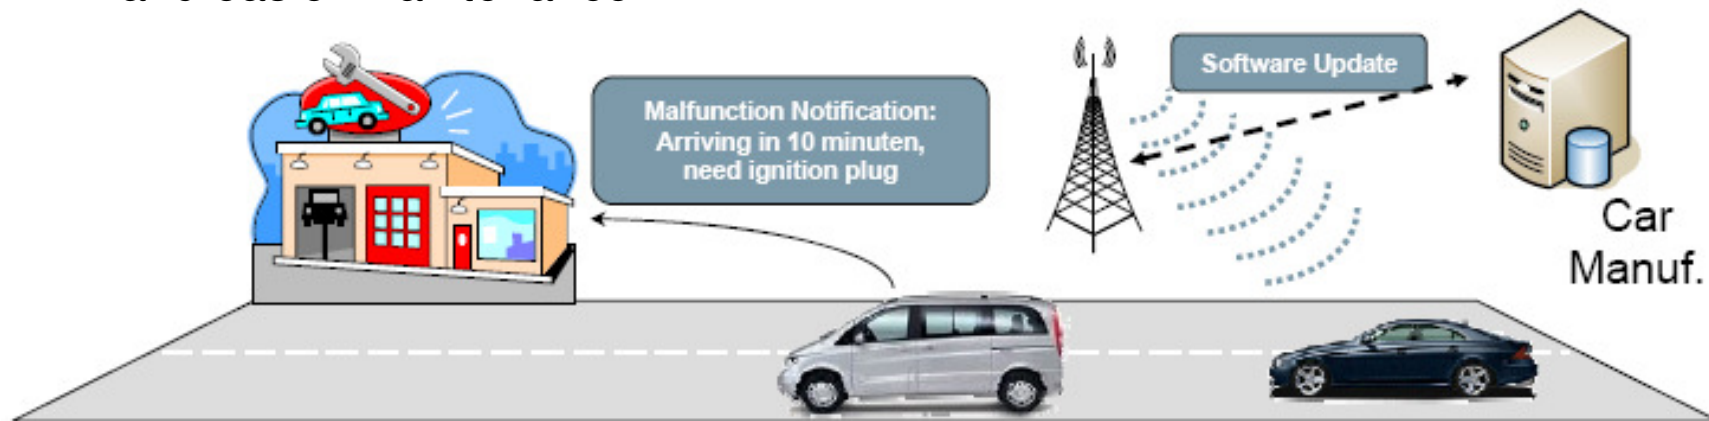 Malfunction Notification:
Arriving in 10 minuten,
need ignition plug
Software Update
Car
Manuf.